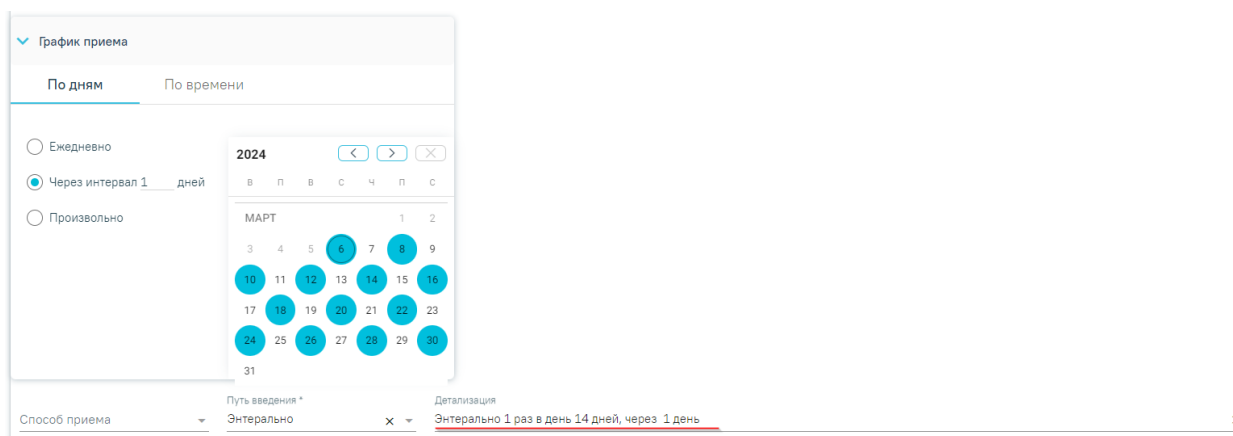 График приема
По дням По времени
Ежедневно
Через интервал 1 дней
Произвольно
2024
В П В С Ч П С
МАРТ 1 2
3 4 5 6 7 8 9
10 11 12 13 14 15 16
17 18 19 20 21 22 23
24 25 26 27 28 29 30
31
Способ приема
Путь введения *
Энтерально
Детализация
Энтерально 1 раз в день 14 дней, через 1 день